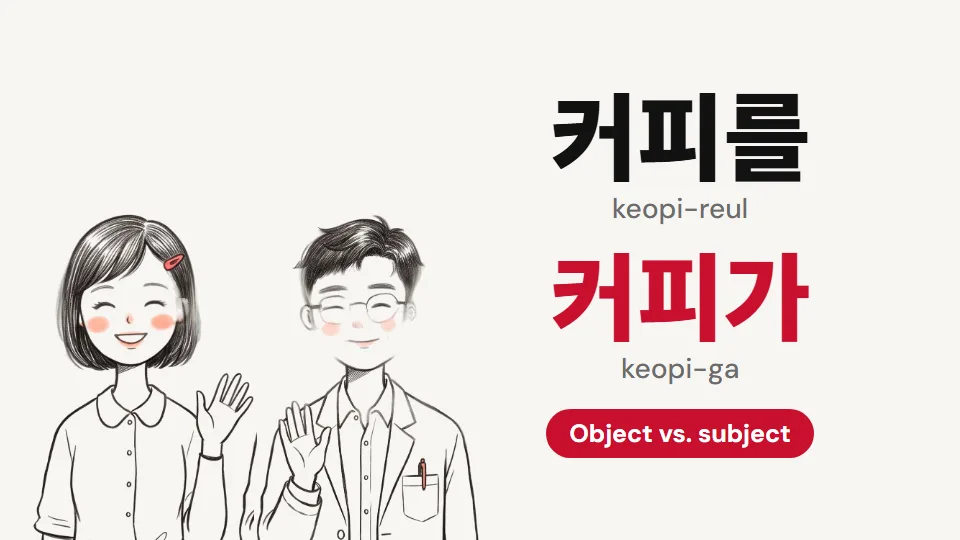 커피를
keopi-reul
커피가
keopi-ga
Object vs. subject